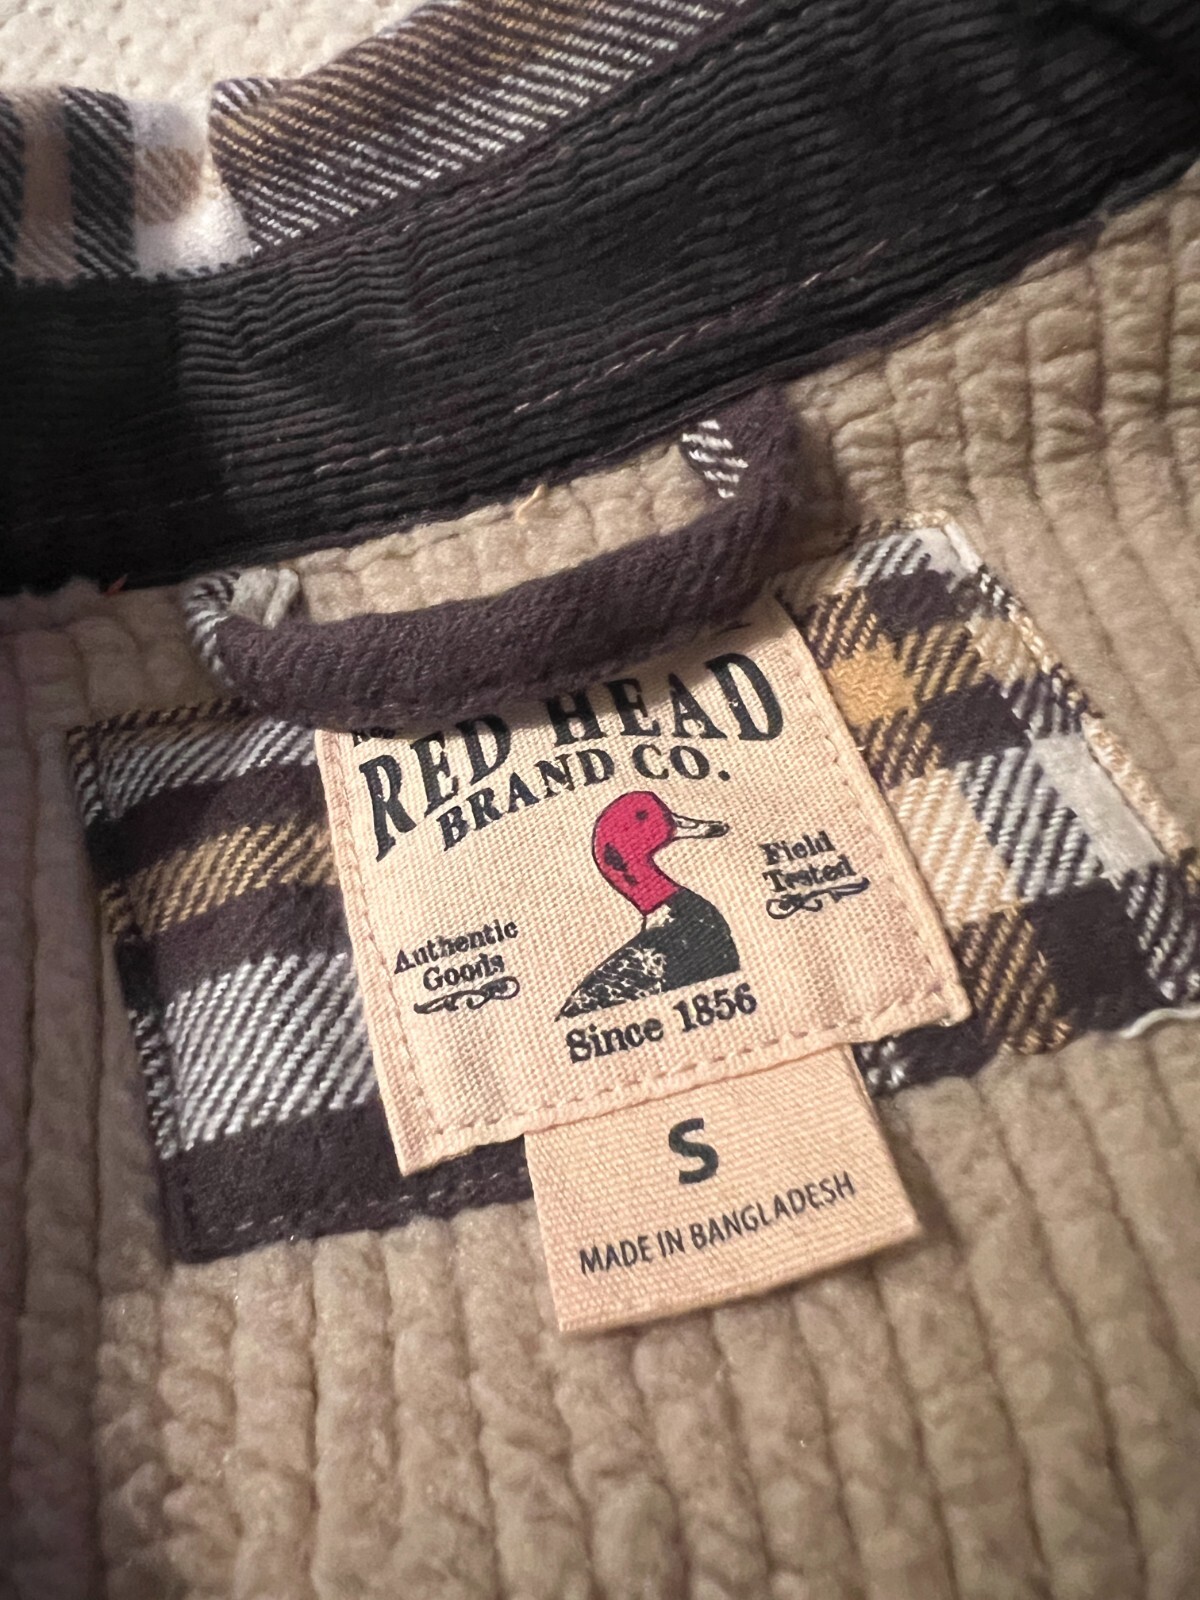 RED HEAD
BRAND CO.
Field
Tested
Authentic
Goods
Since 1856
S
MADE IN BANGLADESH